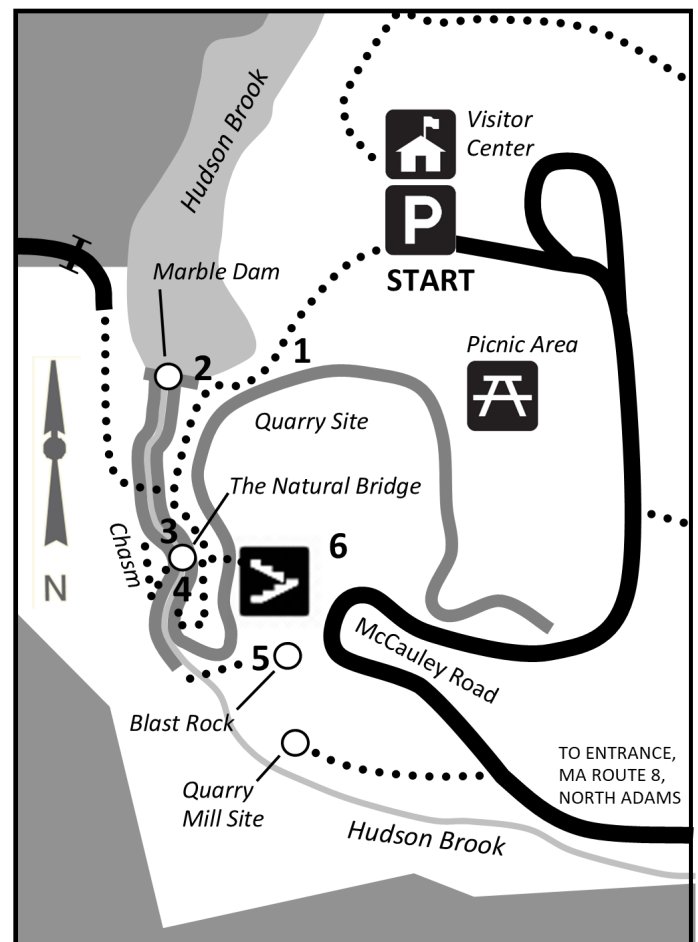 Hudson Brook
Visitor
Center
P
START
Marble Dam
Picnic Area
1
2
Quarry Site
The Natural Bridge
3
Chasm
6
4
N
McCauley Road
5
Blast Rock
TO ENTRANCE,
MA ROUTE 8,
NORTH ADAMS
Quarry
Mill Site
Hudson Brook